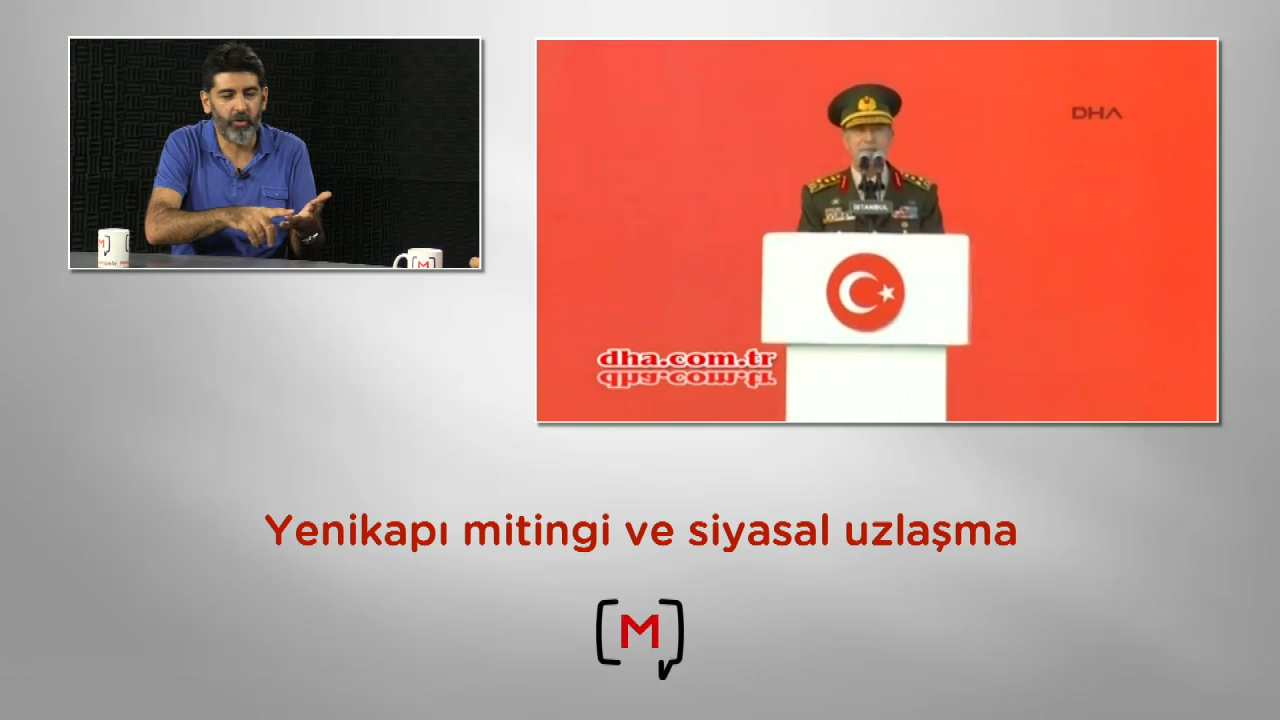 M
M
DHA
İSTANBUL
dha.com.tr
Yenikapı mitingi ve siyasal uzlaşma
M